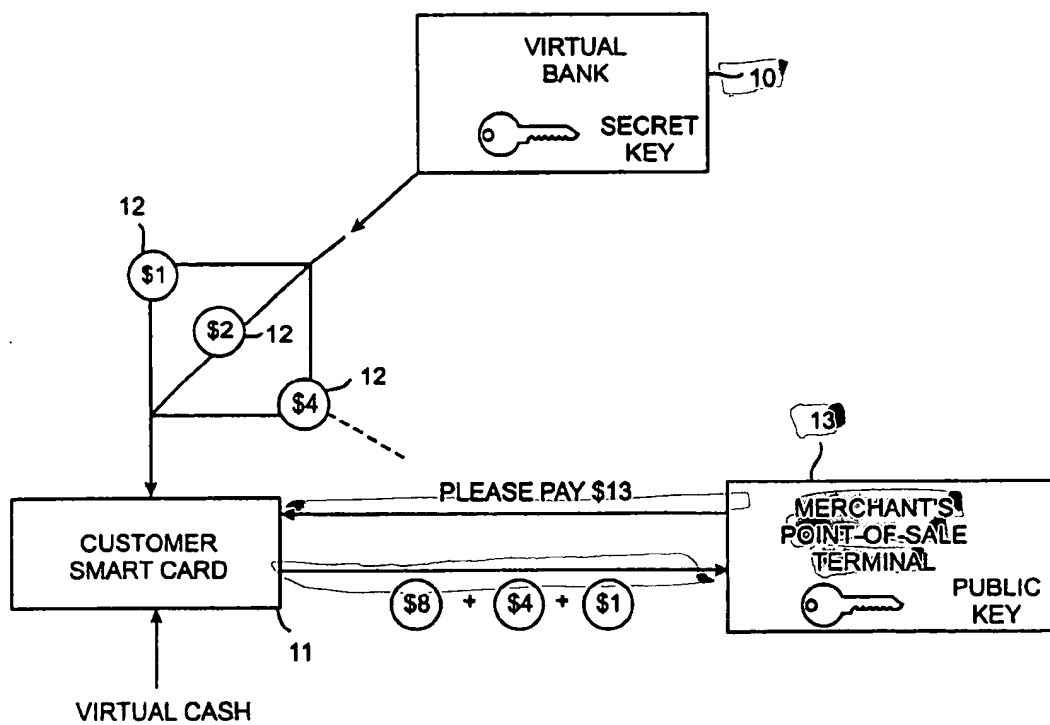 VIRTUAL
BANK
10
SECRET
KEY
12
$1
$2
12
12
$4
13
PLEASE PAY $13
MERCHANT'S
POINT-OF-SALE
TERMINAL
CUSTOMER
SMART CARD
$8 + $4 + $1
PUBLIC
KEY
11
VIRTUAL CASH